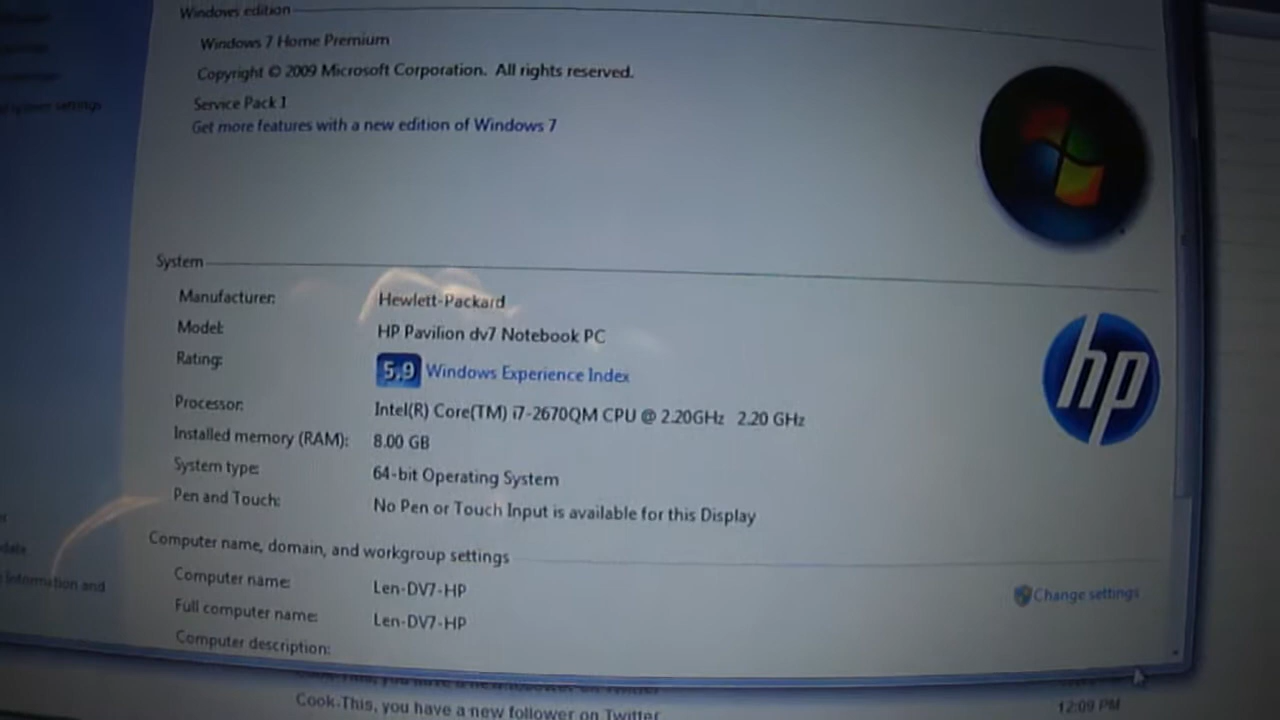 Windows edition
Windows 7 Home Premium
Copyright © 2009 Microsoft Corporation. All rights reserved.
Service Pack 1
Get more features with a new edition of Windows 7
system settings
System
Manufacturer: Hewlett-Packard
Model: HP Pavilion dv7 Notebook PC
hp
Rating: 5.9 Windows Experience Index
Processor: Intel(R) Core(TM) i7-2670QM CPU @ 2.20GHz 2.20 GHz
Installed memory (RAM): 8.00 GB
System type: 64-bit Operating System
Pen and Touch: No Pen or Touch Input is available for this Display
Computer name, domain, and workgroup settings
Computer name: Len-DV7-HP
Change settings
Full computer name: Len-DV7-HP
Computer description:
Information and
Cook.This, you have a new follower on Twitter
12:09 PM